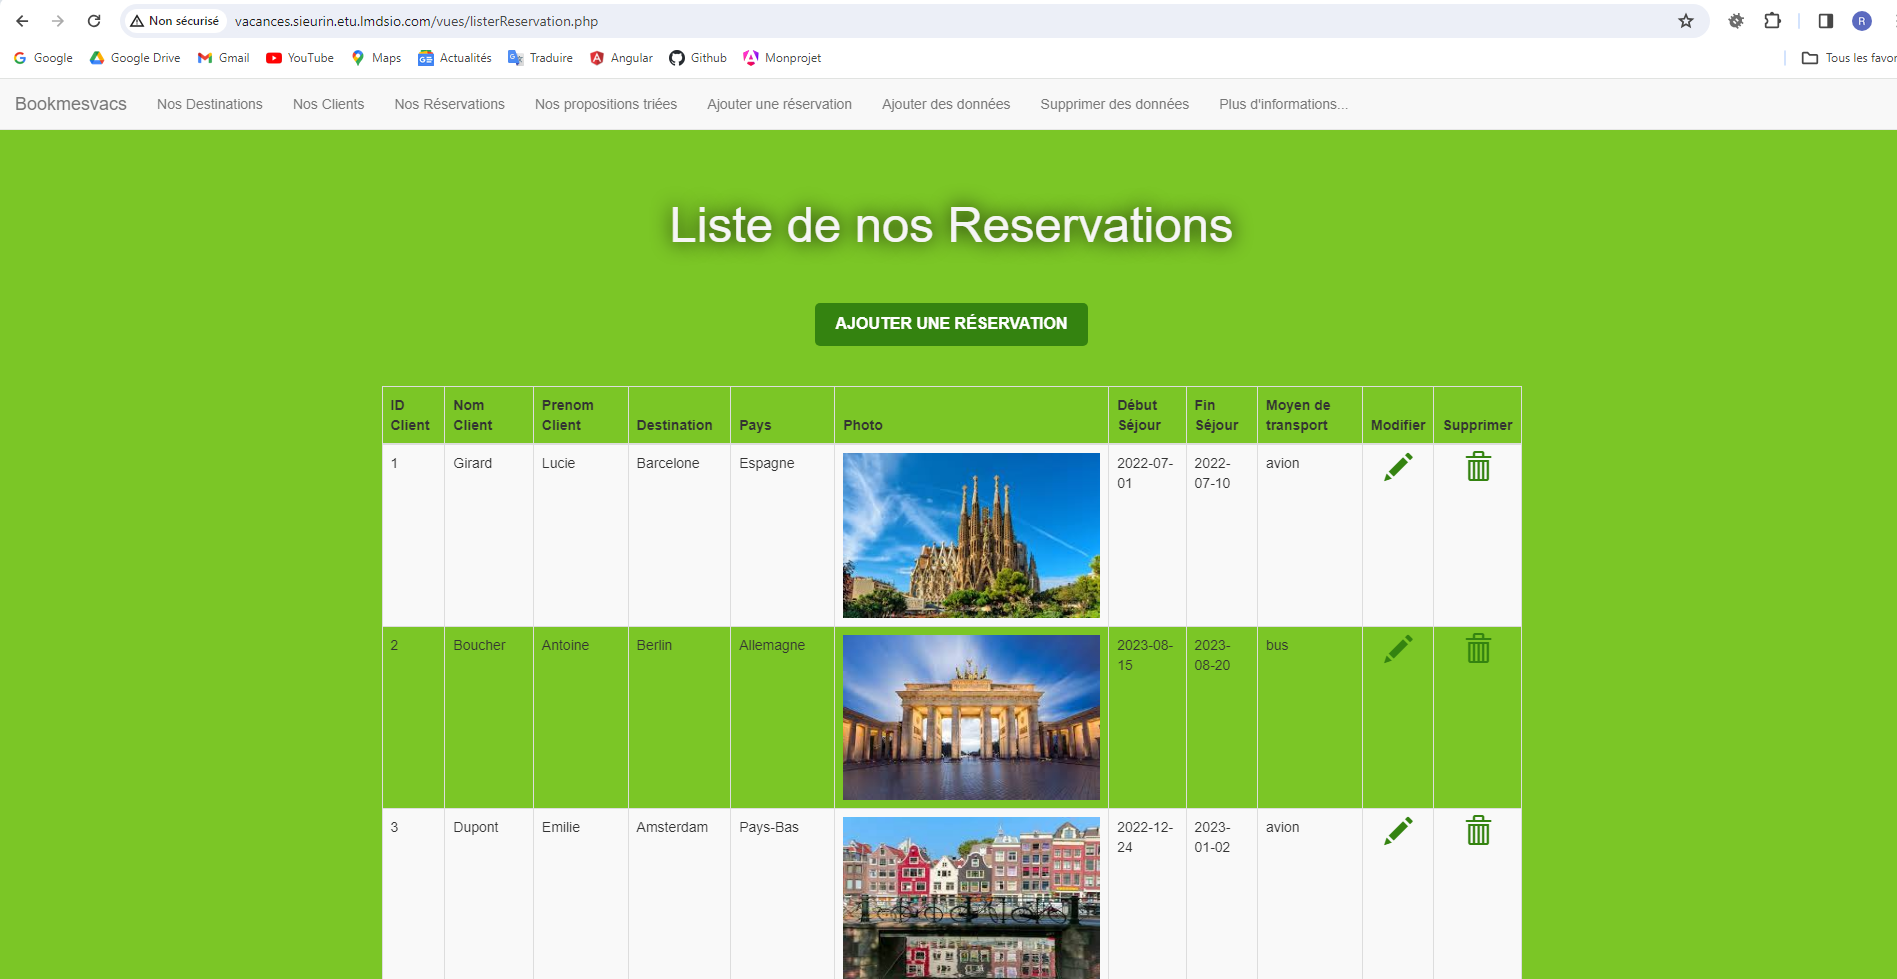 Non sécurisé vacances.sieurin.etu.lmdsio.com/vues/listerReservation.php R
Google Google Drive Gmail YouTube Maps Actualités Traduire Angular Github Monprojet Tous les favor
Bookmesvacs Nos Destinations Nos Clients Nos Réservations Nos propositions triées Ajouter une réservation Ajouter des données Supprimer des données Plus d'informations...
Liste de nos Reservations
AJOUTER UNE RÉSERVATION
ID Nom Prenom Début Fin Moyen de
Client Client Client Destination Pays Photo Séjour Séjour transport Modifier Supprimer
1 Girard Lucie Barcelone Espagne 2022-07- 2022- avion
01 07-10
2 Boucher Antoine Berlin Allemagne 2023-08- 2023- bus
15 08-20
3 Dupont Emilie Amsterdam Pays-Bas 2022-12- 2023- avion
24 01-02